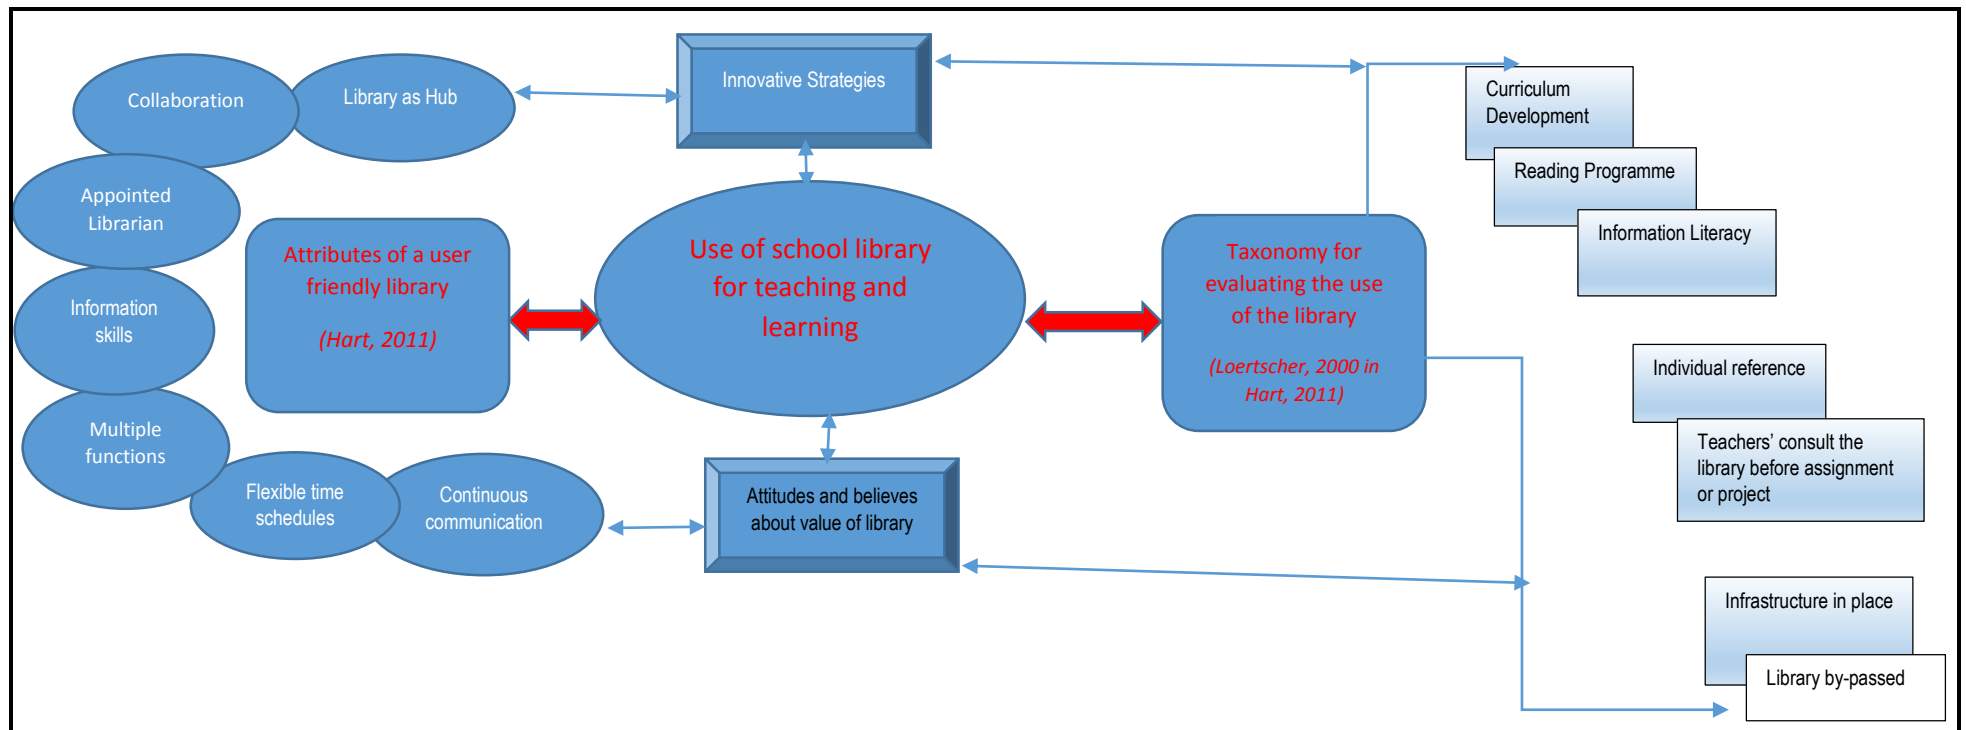 Innovative Strategies
Collaboration
Library as Hub
Appointed
Librarian
Information
skills
Multiple
functions
Flexible time
schedules
Continuous
communication
Attributes of a user
friendly library
(Hart, 2011)
Use of school library
for teaching and
learning
Attitudes and believes
about value of library
Taxonomy for
evaluating the use
of the library
(Loertscher, 2000 in
Hart, 2011)
Curriculum
Development
Reading Programme
Information Literacy
Individual reference
Teachers’ consult the
library before assignment
or project
Infrastructure in place
Library by-passed